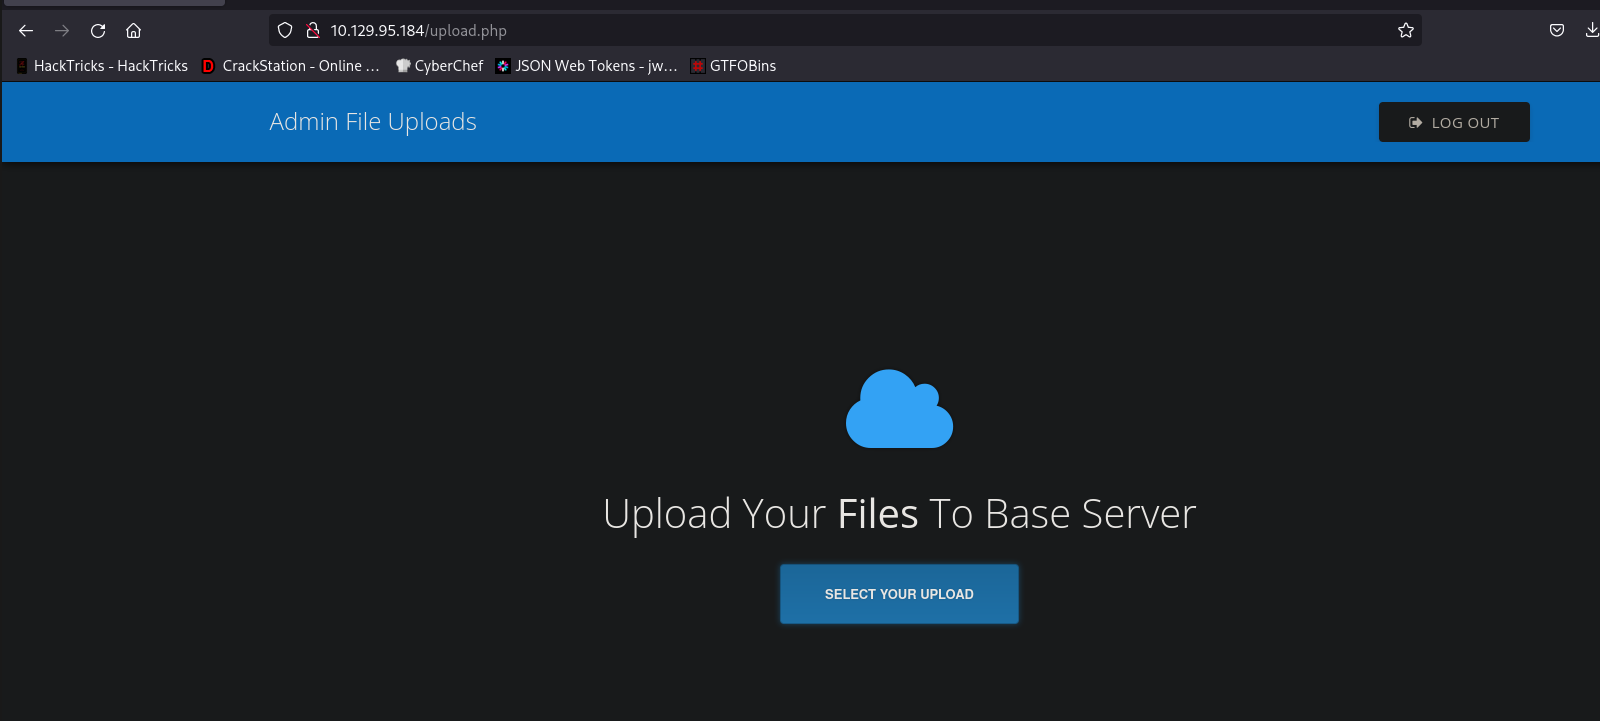 10.129.95.184/upload.php
HackTricks - HackTricks CrackStation - Online ... CyberChef JSON Web Tokens - jw... GTFOBins
Admin File Uploads
LOG OUT
Upload Your Files To Base Server
SELECT YOUR UPLOAD